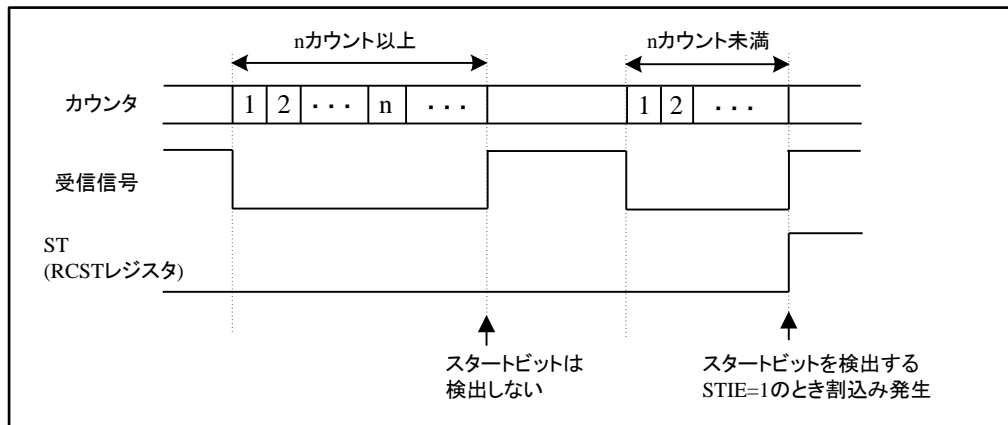 nカウント以上
nカウント未満
カウンタ
1 2 ・・・ n ・・・
1 2 ・・・
受信信号
ST
(RCSTレジスタ)
スタートビットは
検出しない
スタートビットを検出する
STIE=1のとき割込み発生